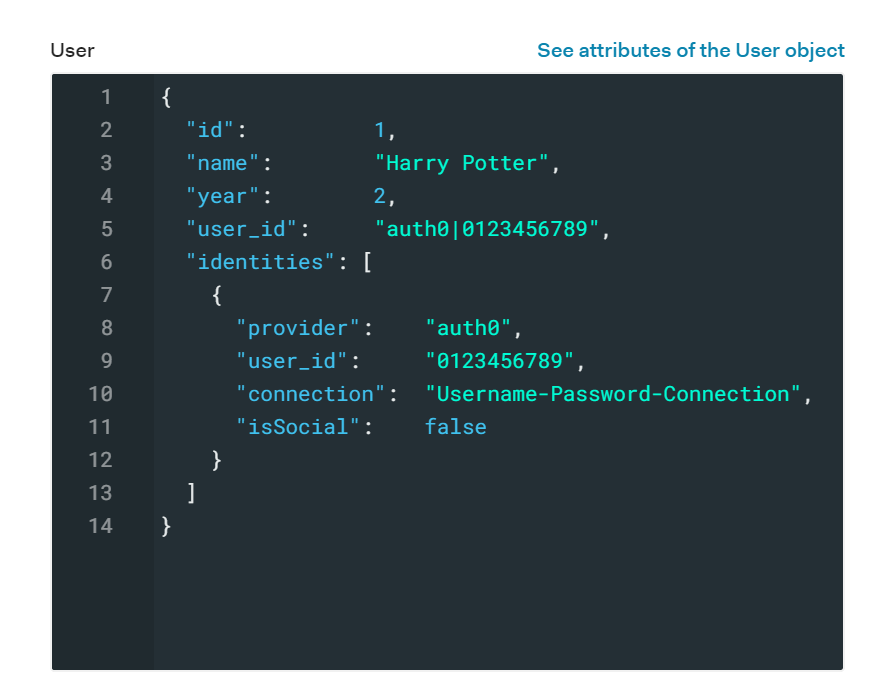 User See attributes of the User object
1 {
2 "id": 1,
3 "name": "Harry Potter",
4 "year": 2,
5 "user_id": "auth0|0123456789",
6 "identities": [
7 {
8 "provider": "auth0",
9 "user_id": "0123456789",
10 "connection": "Username-Password-Connection",
11 "isSocial": false
12 }
13 ]
14 }